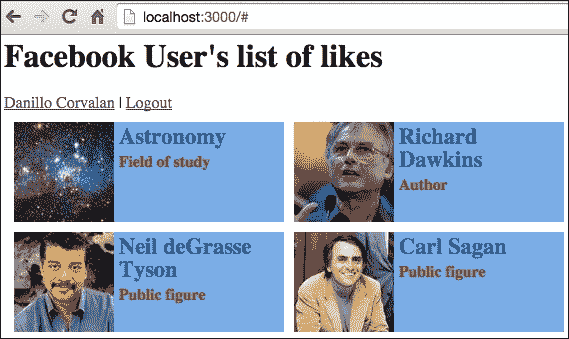 localhost:3000/#
Facebook User's list of likes
Danillo Corvalan | Logout
Astronomy
Field of study
Richard
Dawkins
Author
Neil deGrasse
Tyson
Public figure
Carl Sagan
Public figure